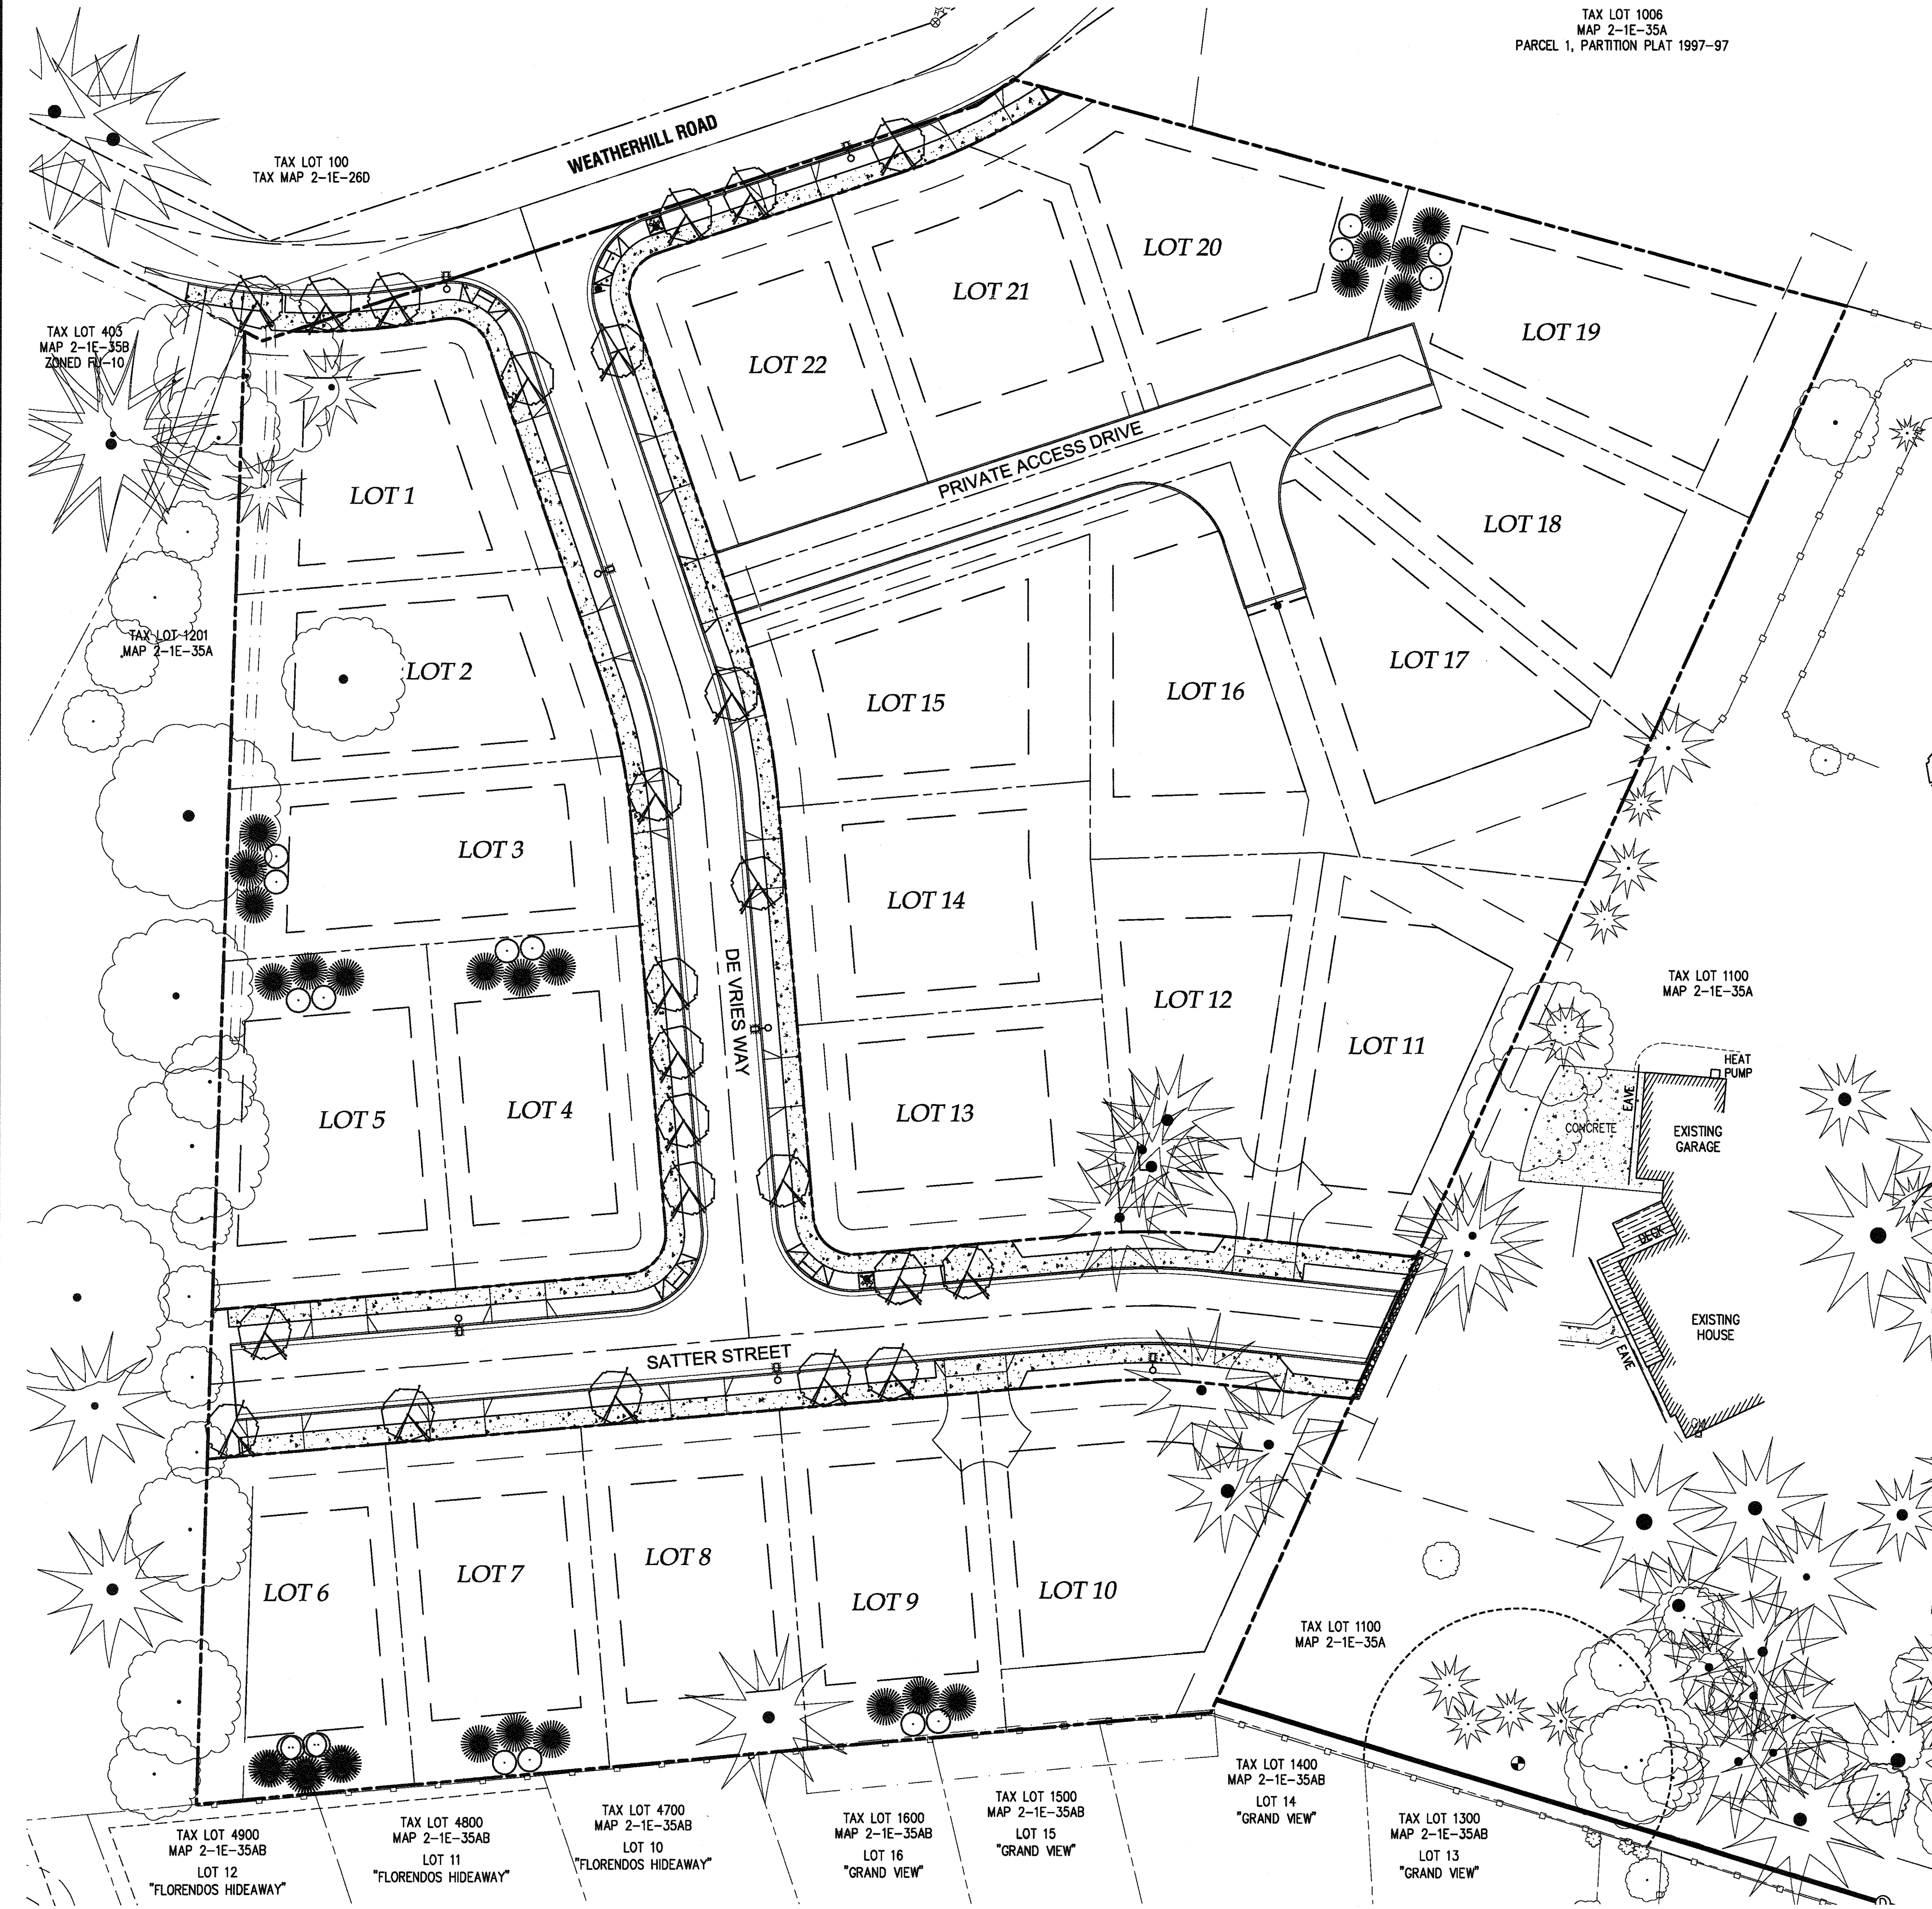 TAX LOT 1006
MAP 2-1E-35A
PARCEL 1, PARTITION PLAT 1997-97
WEATHERHILL ROAD
TAX LOT 100
TAX MAP 2-1E-26D
TAX LOT 403
MAP 2-1E-35B
ZONED FU-10
LOT 20
LOT 21
LOT 19
LOT 22
PRIVATE ACCESS DRIVE
LOT 1
LOT 18
TAX LOT 1201
MAP 2-1E-35A
LOT 2
LOT 17
LOT 16
LOT 15
LOT 3
LOT 14
DE VRIES WAY
LOT 12
TAX LOT 1100
MAP 2-1E-35A
LOT 11
HEAT
PUMP
EAVE
CONCRETE
EXISTING
GARAGE
LOT 5
LOT 4
LOT 13
DECK
EXISTING
HOUSE
EAVE
SATTER STREET
GM
LOT 6
LOT 7
LOT 8
LOT 9
LOT 10
TAX LOT 1100
MAP 2-1E-35A
TAX LOT 4900
MAP 2-1E-35AB
LOT 12
"FLORENDOS HIDEAWAY"
TAX LOT 4800
MAP 2-1E-35AB
LOT 11
"FLORENDOS HIDEAWAY"
TAX LOT 4700
MAP 2-1E-35AB
LOT 10
"FLORENDOS HIDEAWAY"
TAX LOT 1600
MAP 2-1E-35AB
LOT 16
"GRAND VIEW"
TAX LOT 1500
MAP 2-1E-35AB
LOT 15
"GRAND VIEW"
TAX LOT 1400
MAP 2-1E-35AB
LOT 14
"GRAND VIEW"
TAX LOT 1300
MAP 2-1E-35AB
LOT 13
"GRAND VIEW"